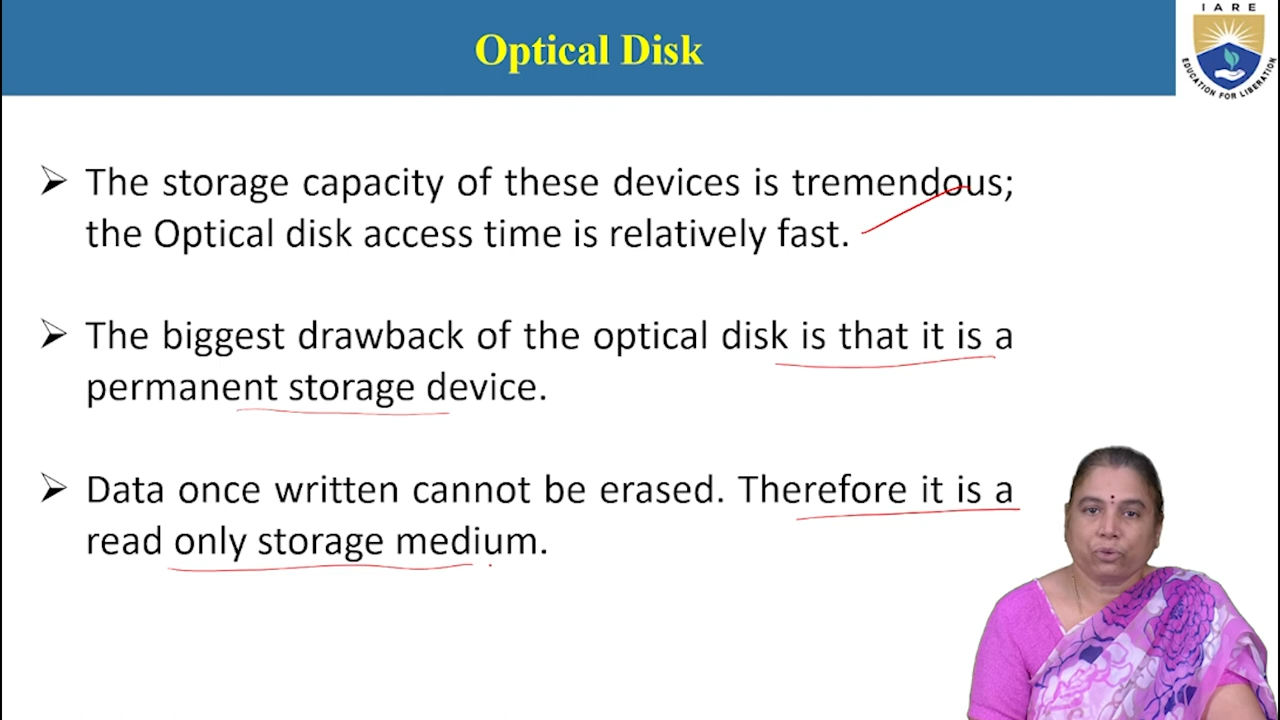 IARE
EDUCATION FOR LIBERATION
Optical Disk
The storage capacity of these devices is tremendous;
the Optical disk access time is relatively fast.
The biggest drawback of the optical disk is that it is a
permanent storage device.
Data once written cannot be erased. Therefore it is a
read only storage medium.